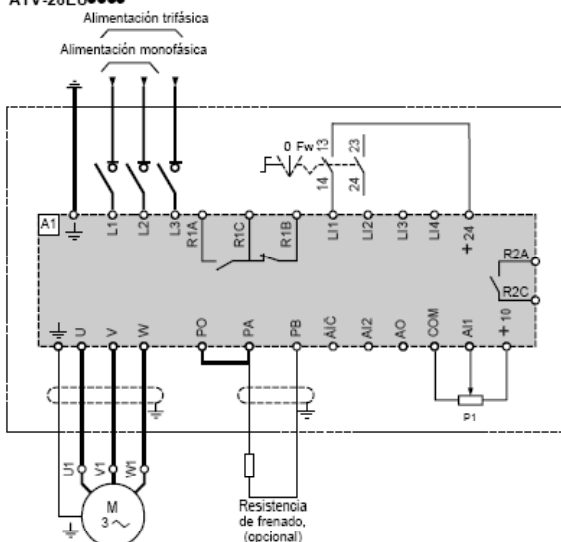 Alimentación trifásica
Alimentación monofásica
0 Fw 13
14
23
24
A1
L1
L2
L3
R1A
R1C
R1B
LI1
LI2
LI3
LI4
+ 24
R2A
R2C
U
V
W
PO
PA
PB
AIC
AI2
AO
COM
AI1
+ 10
P1
U1
V1
W1
M
3
Resistencia
de frenado,
(opcional)